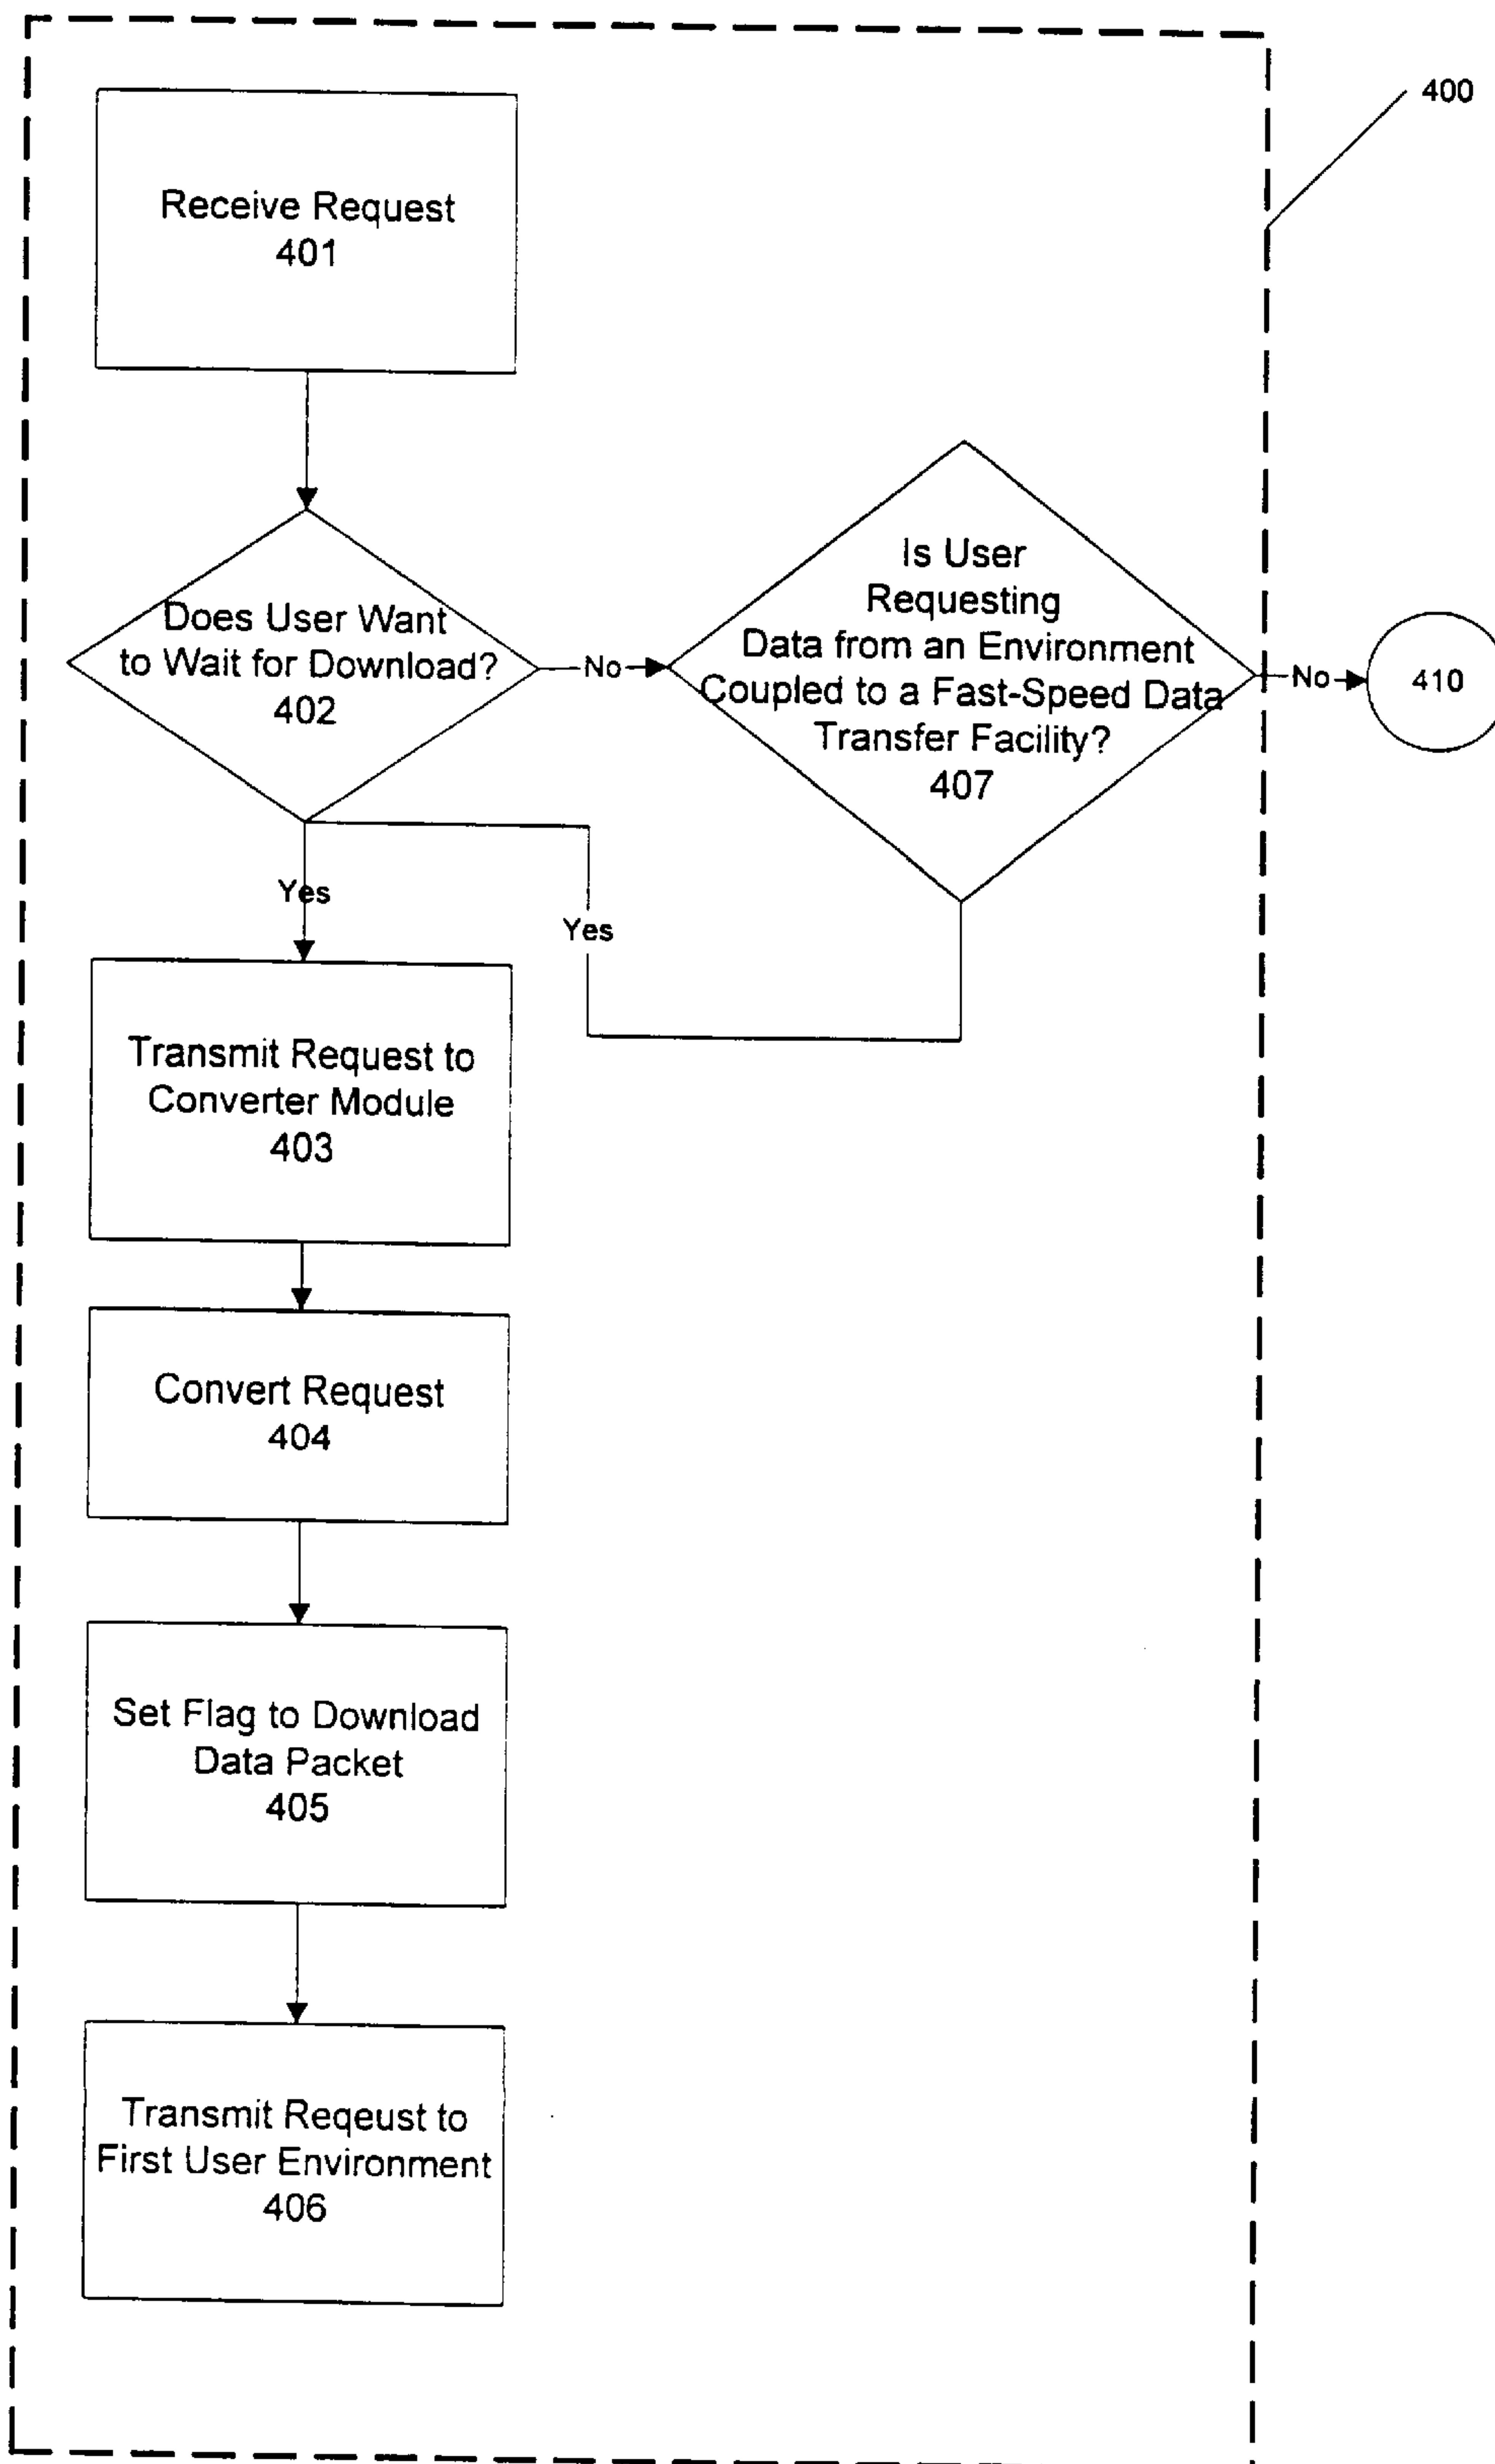 400
Receive Request
401
Does User Want
to Wait for Download?
402
No
Is User
Requesting
Data from an Environment
Coupled to a Fast-Speed Data
Transfer Facility?
407
No
410
Yes
Yes
Transmit Request to
Converter Module
403
Convert Request
404
Set Flag to Download
Data Packet
405
Transmit Reqeust to
First User Environment
406